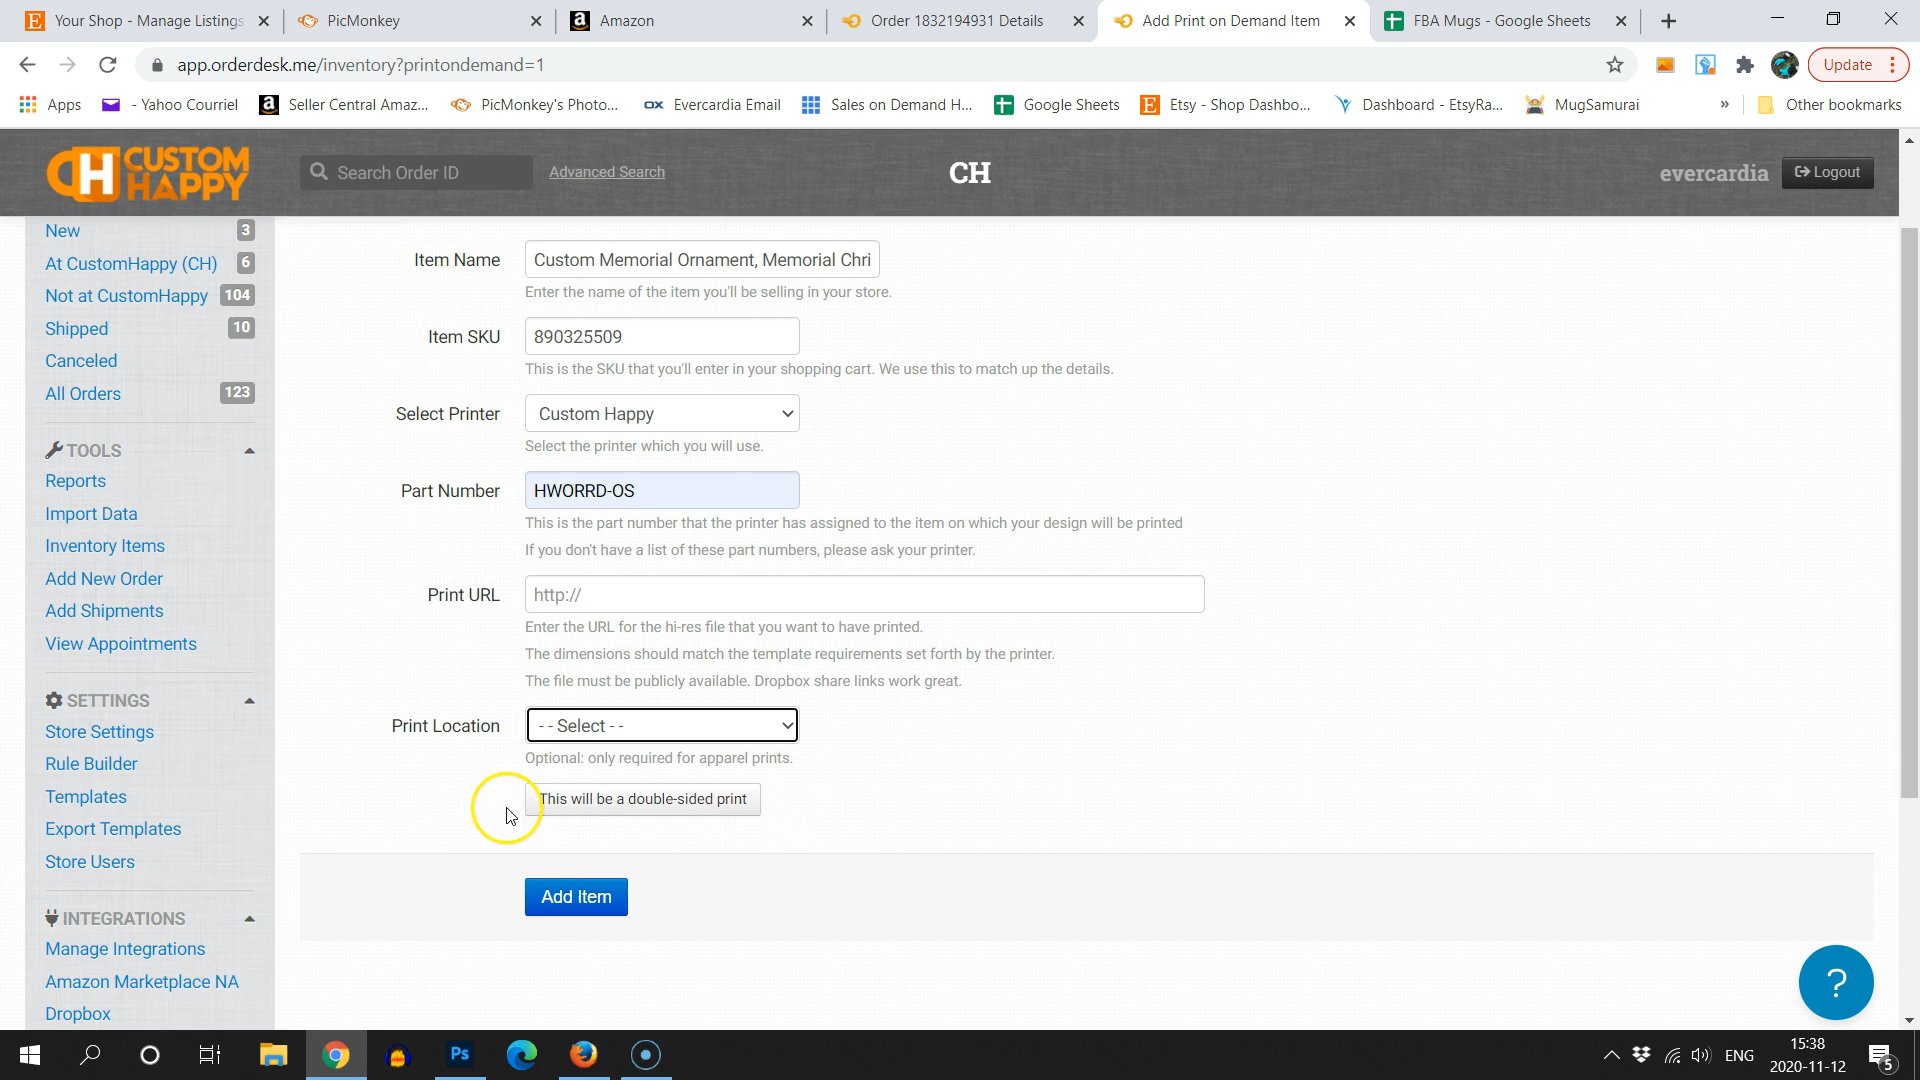 Your Shop - Manage Listings
PicMonkey
Amazon
Order 1832194931 Details
Add Print on Demand Item
FBA Mugs - Google Sheets
app.orderdesk.me/inventory?printondemand=1
Update
Apps
- Yahoo Courriel
Seller Central Amaz...
PicMonkey's Photo...
Evercardia Email
Sales on Demand H...
Google Sheets
Etsy - Shop Dashbo...
Dashboard - EtsyRa...
MugSamurai
»
Other bookmarks
CH CUSTOM HAPPY
Search Order ID
Advanced Search
CH
evercardia
Logout
New 3
At CustomHappy (CH) 6
Not at CustomHappy 104
Shipped 10
Canceled
All Orders 123
TOOLS
Reports
Import Data
Inventory Items
Add New Order
Add Shipments
View Appointments
SETTINGS
Store Settings
Rule Builder
Templates
Export Templates
Store Users
INTEGRATIONS
Manage Integrations
Amazon Marketplace NA
Dropbox
Item Name Custom Memorial Ornament, Memorial Chri
Enter the name of the item you'll be selling in your store.
Item SKU 890325509
This is the SKU that you'll enter in your shopping cart. We use this to match up the details.
Select Printer Custom Happy
Select the printer which you will use.
Part Number HWORRD-OS
This is the part number that the printer has assigned to the item on which your design will be printed
If you don't have a list of these part numbers, please ask your printer.
Print URL http://
Enter the URL for the hi-res file that you want to have printed.
The dimensions should match the template requirements set forth by the printer.
The file must be publicly available. Dropbox share links work great.
Print Location - - Select - -
Optional: only required for apparel prints.
This will be a double-sided print
Add Item
?
Ps
ENG
15:38
2020-11-12
5